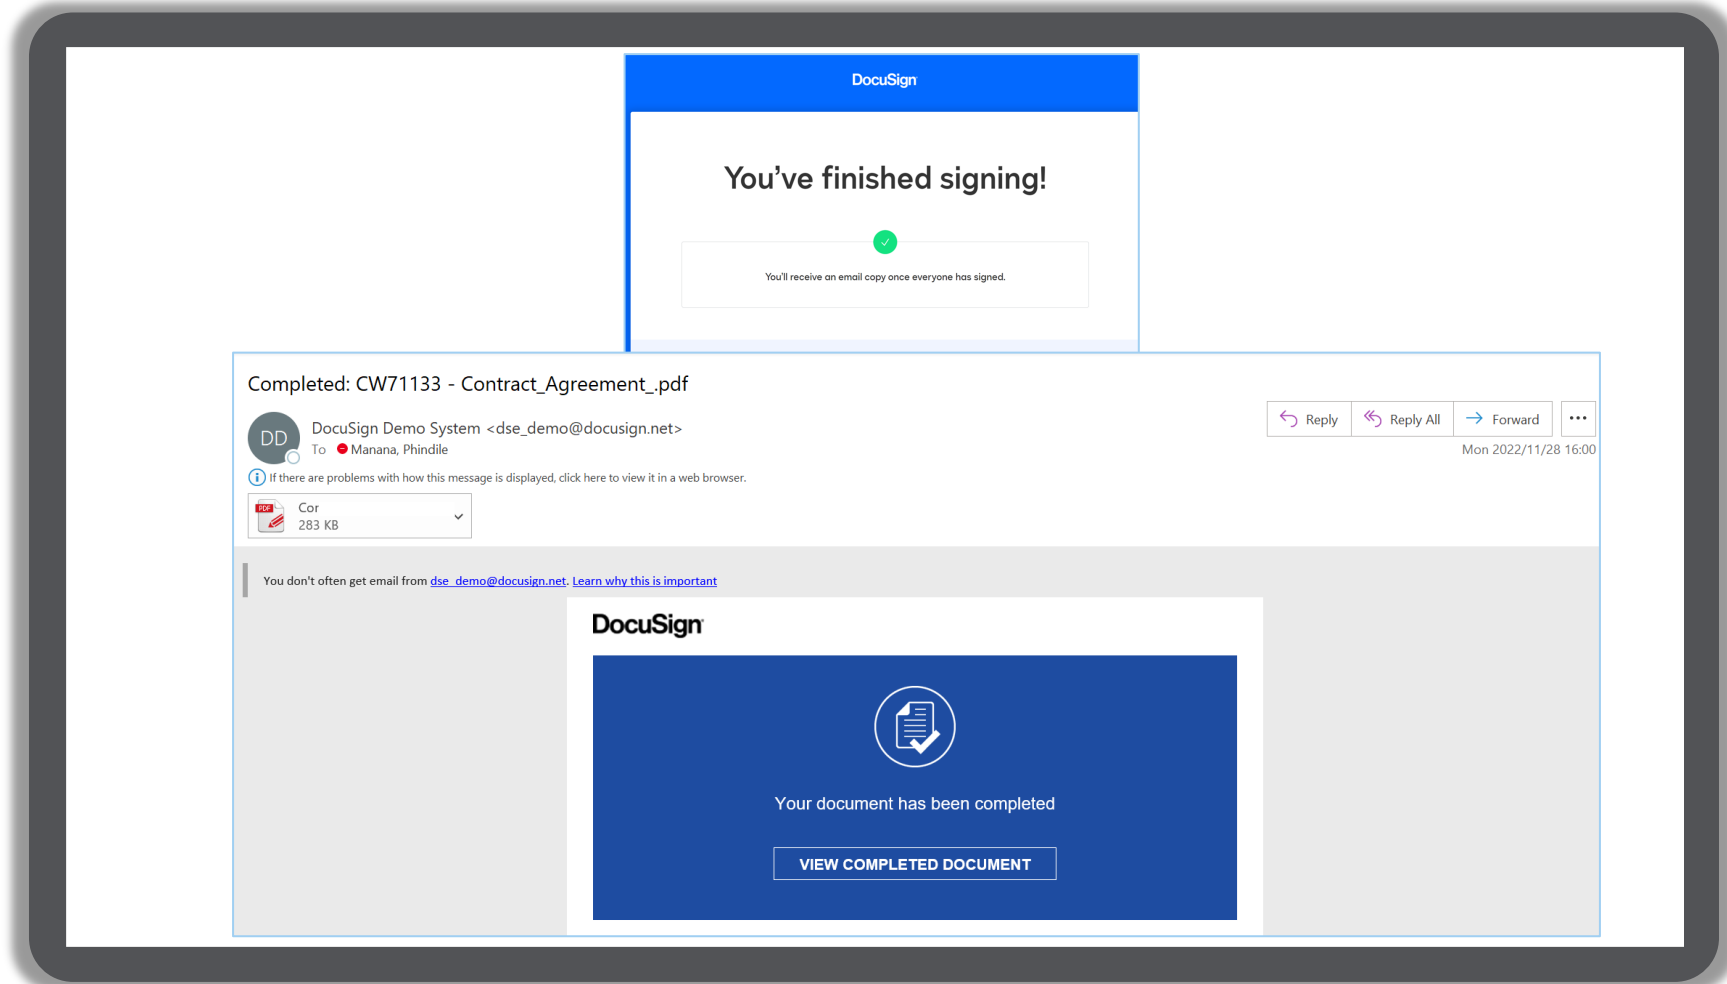 DocuSign
You've finished signing!
You'll receive an email copy once everyone has signed.
Completed: CW71133 - Contract_Agreement_.pdf
DD
DocuSign Demo System <dse_demo@docusign.net>
To Manana, Phindile
Reply
Reply All
Forward
Mon 2022/11/28 16:00
If there are problems with how this message is displayed, click here to view it in a web browser.
PDF
Cor
283 KB
You don't often get email from dse_demo@docusign.net. Learn why this is important
DocuSign
Your document has been completed
VIEW COMPLETED DOCUMENT